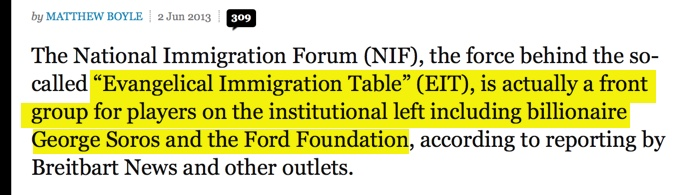 by MATTHEW BOYLE | 2 Jun 2013 | 309
The National Immigration Forum (NIF), the force behind the so-
called “Evangelical Immigration Table” (EIT), is actually a front
group for players on the institutional left including billionaire
George Soros and the Ford Foundation, according to reporting by
Breitbart News and other outlets.